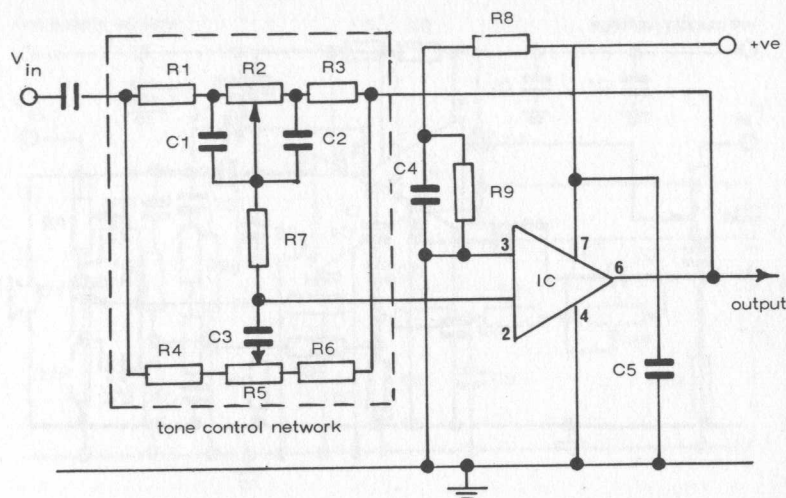 R8
+ve
V in
R1
R2
R3
C1
C2
C4
R9
R7
3
7
IC
6
output
2
4
C3
R4
R5
R6
C5
tone control network